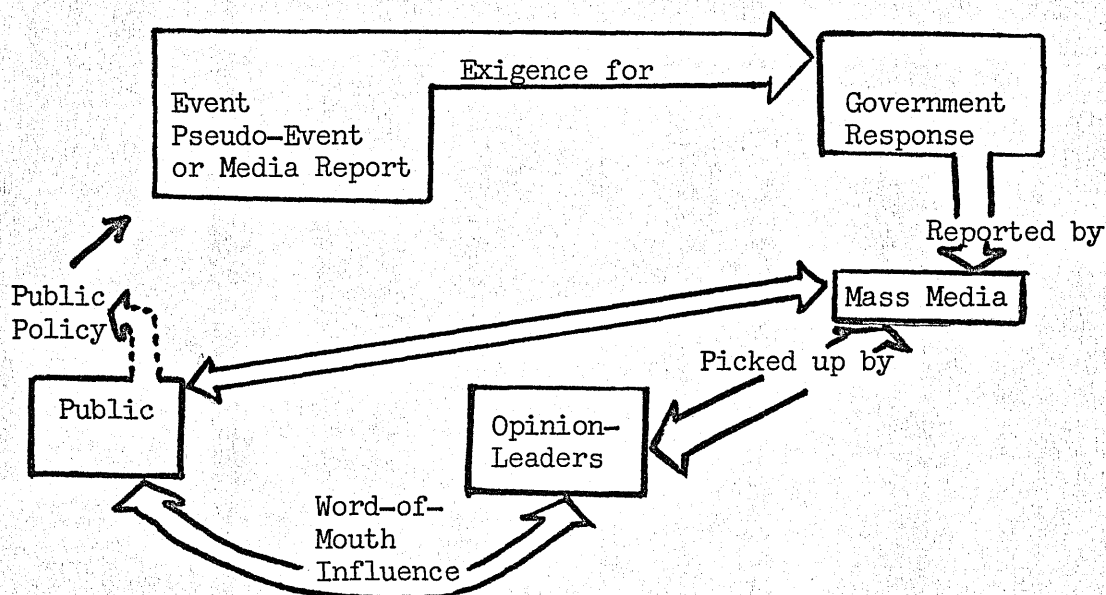 Exigence for
Event
Pseudo-Event
or Media Report
Government
Response
Reported by
Mass Media
Public
Policy
Picked up by
Public
Opinion-
Leaders
Word-of-
Mouth
Influence